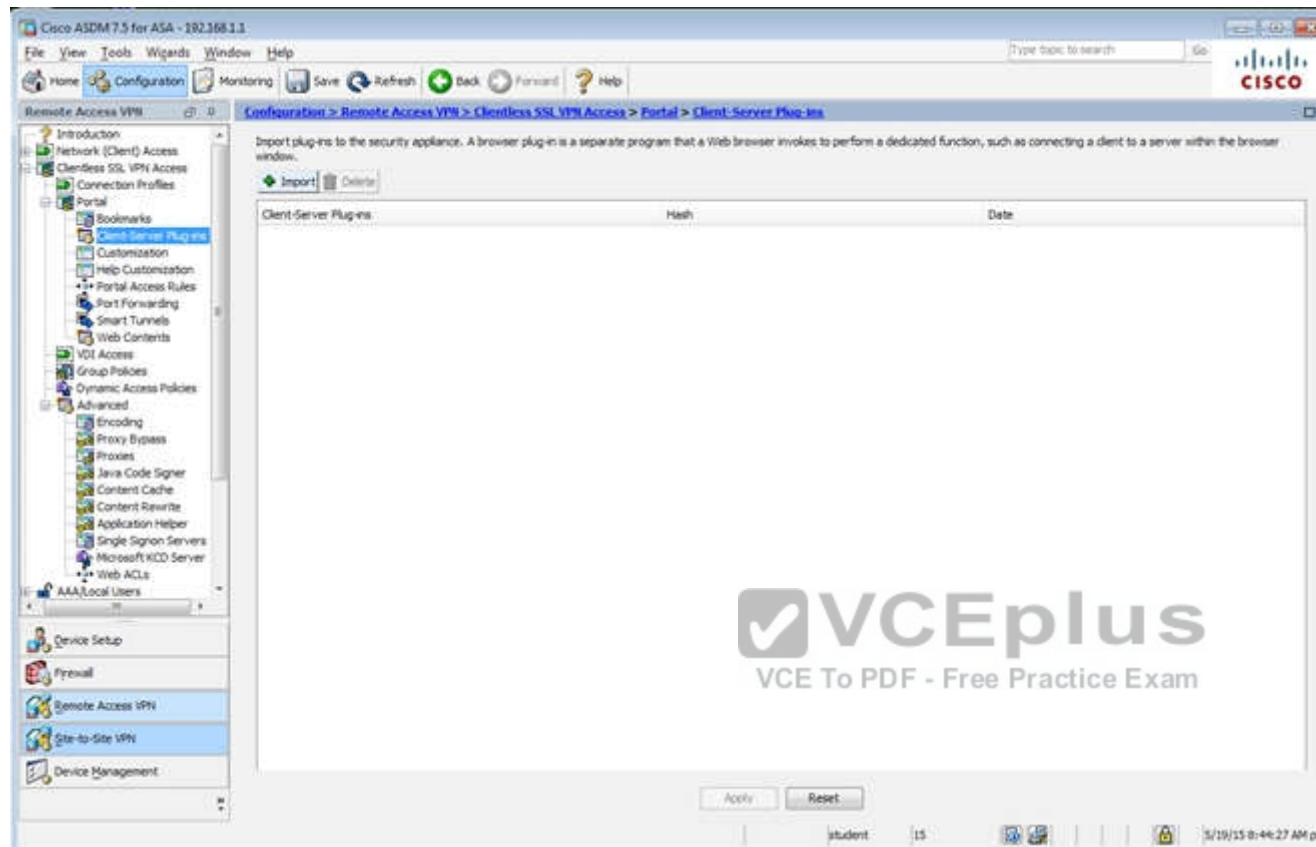 Cisco ASDM 7.5 for ASA - 192.168.1.1
File View Tools Wizards Window Help
Type topic to search Go
Home Configuration Monitoring Save Refresh Back Forward Help
CISCO
Remote Access VPN
Configuration > Remote Access VPN > Clientless SSL VPN Access > Portal > Client-Server Plug-ins
Introduction
Network (Client) Access
Clientless SSL VPN Access
Connection Profiles
Portal
Bookmarks
Client-Server Plug-ins
Customization
Help Customization
Portal Access Rules
Port Forwarding
Smart Tunnels
Web Contents
VDI Access
Group Policies
Dynamic Access Policies
Advanced
Encoding
Proxy Bypass
Proxies
Java Code Signer
Content Cache
Content Rewrite
Application Helper
Single Signon Servers
Microsoft KCD Server
Web ACLs
AAA/Local Users
Device Setup
Firewall
Remote Access VPN
Site-to-Site VPN
Device Management
Import plug-ins to the security appliance. A browser plug-in is a separate program that a Web browser invokes to perform a dedicated function, such as connecting a client to a server within the browser
window.
Import Delete
Client-Server Plug-ins Hash Date
VCEplus
VCE To PDF - Free Practice Exam
Apply Reset
student 15 5/19/15 8:44:27 AM p